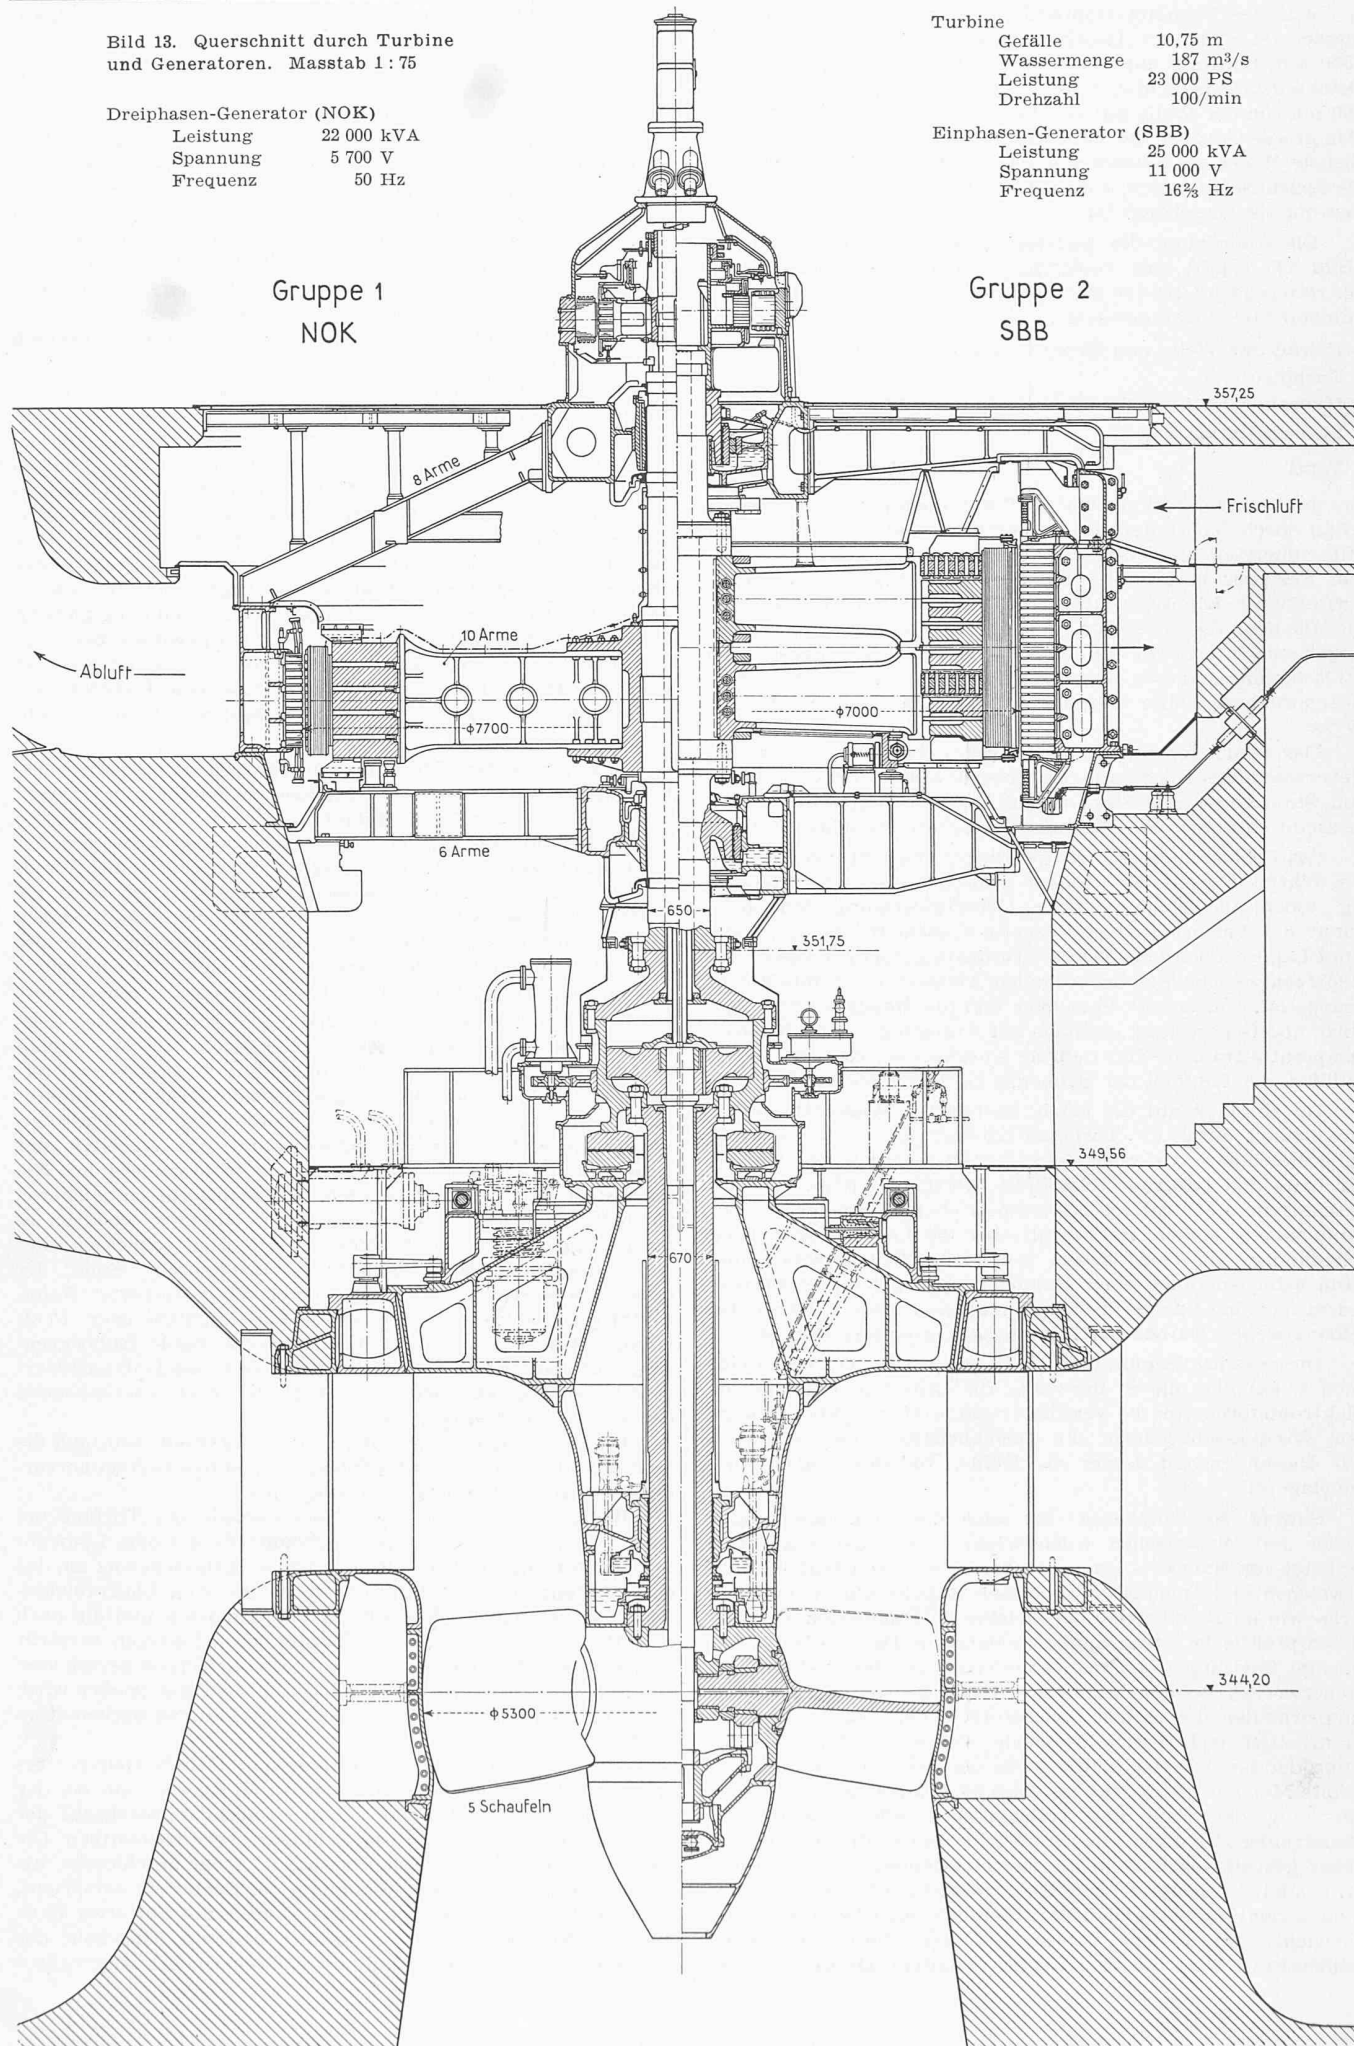 Bild 13. Querschnitt durch Turbine
und Generatoren. Masstab 1 : 75
Dreiphasen-Generator (NOK)
Leistung 22 000 kVA
Spannung 5 700 V
Frequenz 50 Hz
Turbine
Gefälle 10,75 m
Wassermenge 187 m³/s
Leistung 23 000 PS
Drehzahl 100/min
Einphasen-Generator (SBB)
Leistung 25 000 kVA
Spannung 11 000 V
Frequenz 16⅔ Hz
Gruppe 1
NOK
Gruppe 2
SBB
357,25
8 Arme
Frischluft
10 Arme
Abluft
ϕ7000
ϕ7700
6 Arme
650
351,75
349,56
670
344,20
ϕ5300
5 Schaufeln